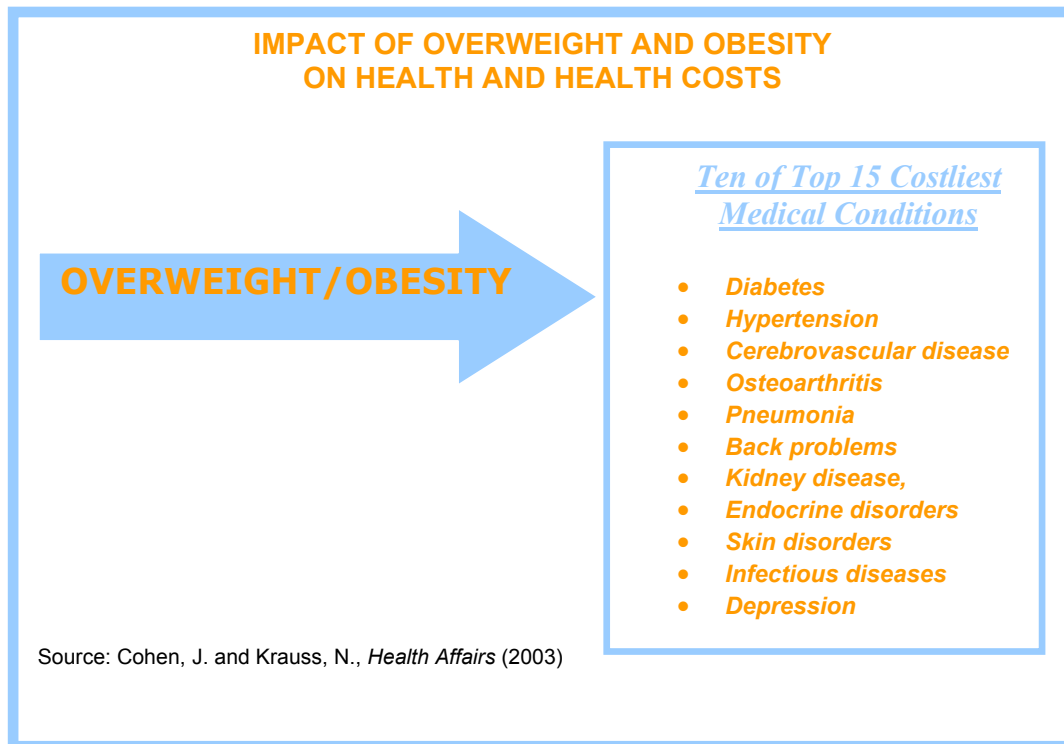 IMPACT OF OVERWEIGHT AND OBESITY
ON HEALTH AND HEALTH COSTS
OVERWEIGHT/OBESITY
Ten of Top 15 Costliest
Medical Conditions
• Diabetes
• Hypertension
• Cerebrovascular disease
• Osteoarthritis
• Pneumonia
• Back problems
• Kidney disease,
• Endocrine disorders
• Skin disorders
• Infectious diseases
• Depression
Source: Cohen, J. and Krauss, N., Health Affairs (2003)